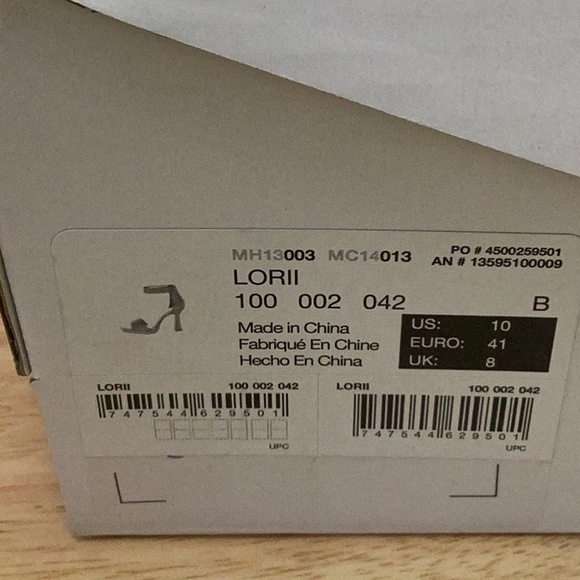 MH13003 MC14013
PO # 4500259501
AN # 13595100009
LORII
100 002 042 B
Made in China
Fabriqué En Chine
Hecho En China
US: 10
EURO: 41
UK: 8
LORII 100 002 042
7 47544 62950 1
UPC
LORII 100 002 042
7 47544 62950 1
UPC